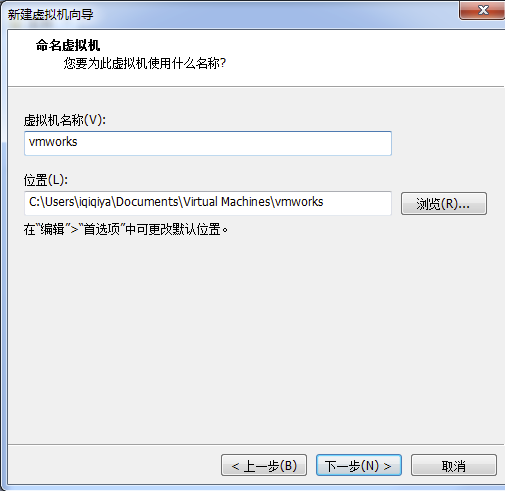 新建虚拟机向导
命名虚拟机
您要为此虚拟机使用什么名称?
虚拟机名称(V):
vmworks
位置(L):
C:\Users\iqiqiya\Documents\Virtual Machines\vmworks
浏览(R)...
在“编辑”>“首选项”中可更改默认位置。
< 上一步(B)
下一步(N) >
取消